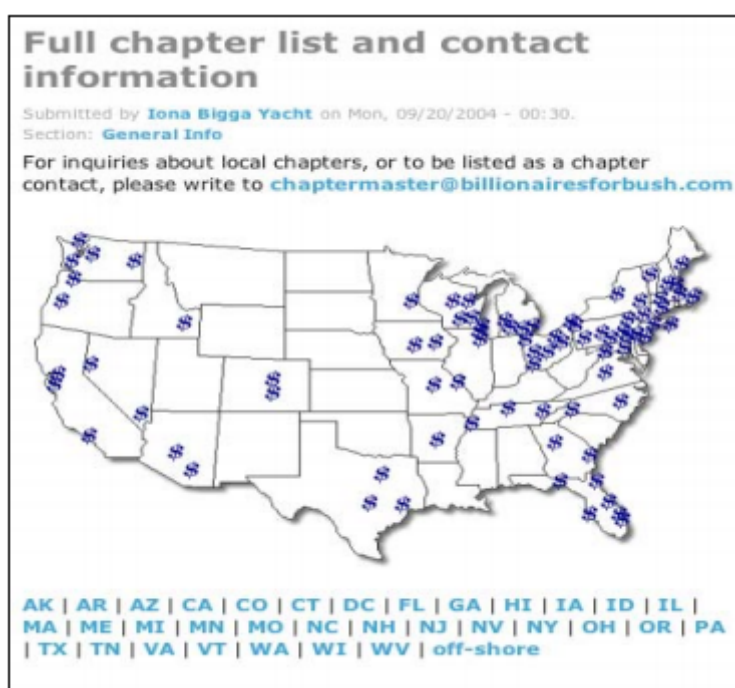 Full chapter list and contact
information
Submitted by Iona Bigga Yacht on Mon, 09/20/2004 - 00:30.
Section: General Info
For inquiries about local chapters, or to be listed as a chapter
contact, please write to chaptermaster@billionairesforbush.com
AK | AR | AZ | CA | CO | CT | DC | FL | GA | HI | IA | ID | IL |
MA | ME | MI | MN | MO | NC | NH | NJ | NV | NY | OH | OR | PA
| TX | TN | VA | VT | WA | WI | WV | off-shore